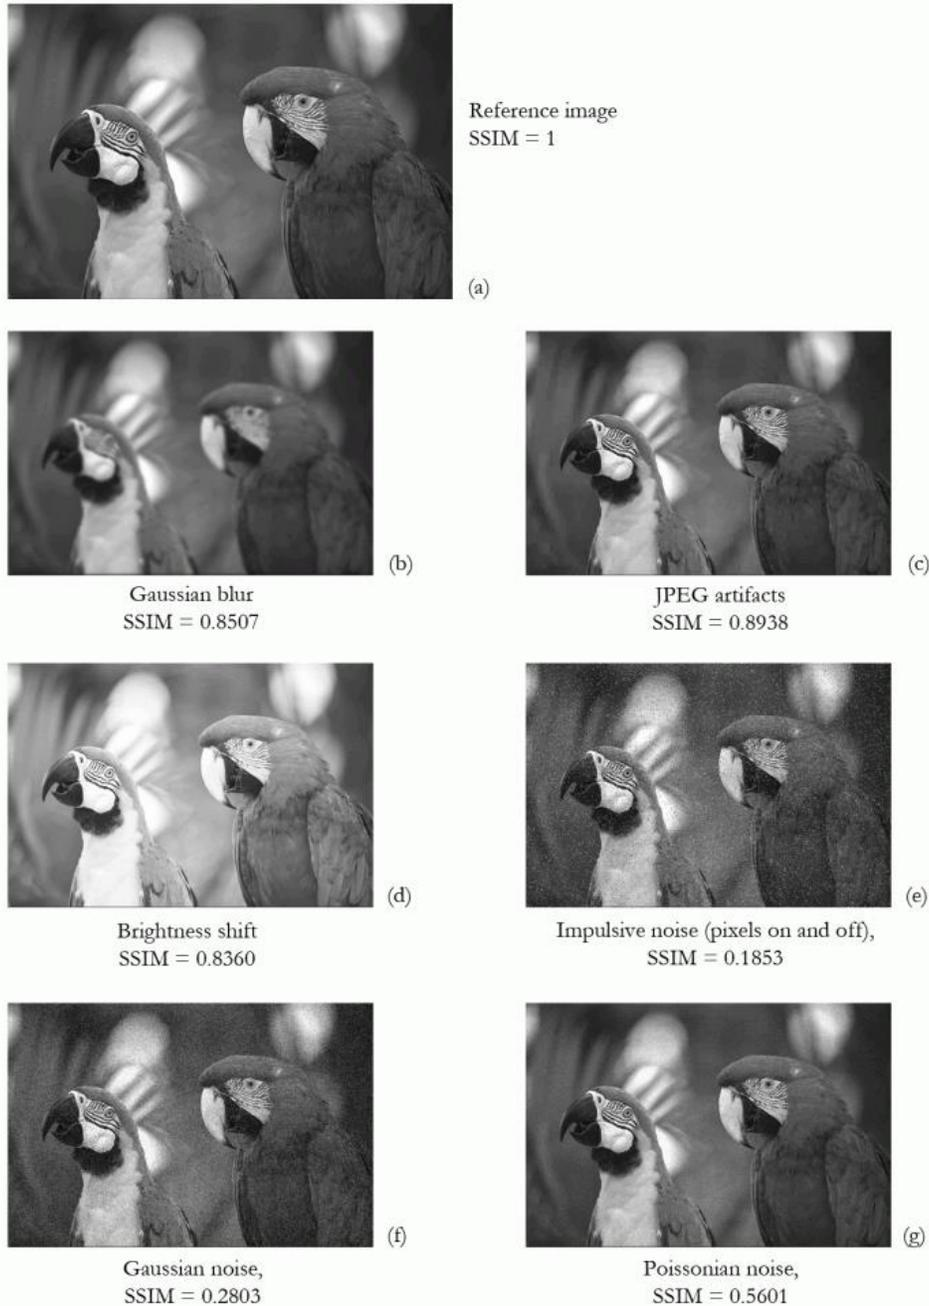 Reference image
SSIM = 1
(a)
(b)
Gaussian blur
SSIM = 0.8507
(c)
JPEG artifacts
SSIM = 0.8938
(d)
Brightness shift
SSIM = 0.8360
(e)
Impulsive noise (pixels on and off),
SSIM = 0.1853
(f)
Gaussian noise,
SSIM = 0.2803
(g)
Poissonian noise,
SSIM = 0.5601